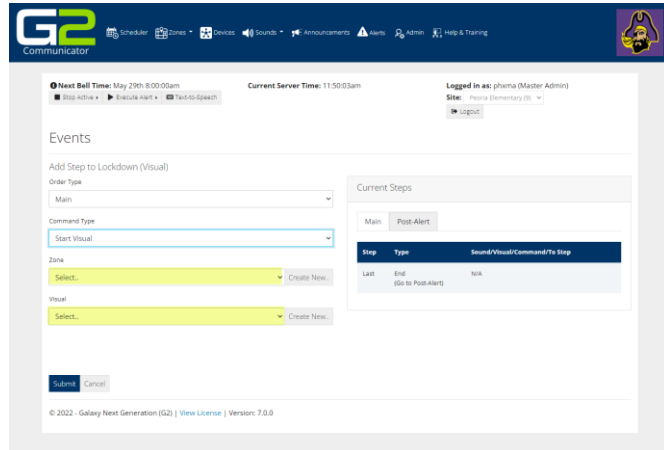 G2
Communicator
Scheduler Zones Devices Sounds Announcements Alerts Admin Help & Training
Next Bell Time: May 29th 8:00:00am Current Server Time: 11:50:03am Logged in as: phxma (Master Admin)
Stop Active Execute Alert Text-to-Speech Site: Peoria Elementary (9)
Logout
Events
Add Step to Lockdown (Visual)
Order Type
Main
Command Type
Start Visual
Zone
Select.. Create New..
Visual
Select.. Create New..
Current Steps
Main Post-Alert
Step Type Sound/Visual/Command/To Step
Last End N/A
(Go to Post-Alert)
Submit Cancel
© 2022 - Galaxy Next Generation (G2) | View License | Version: 7.0.0